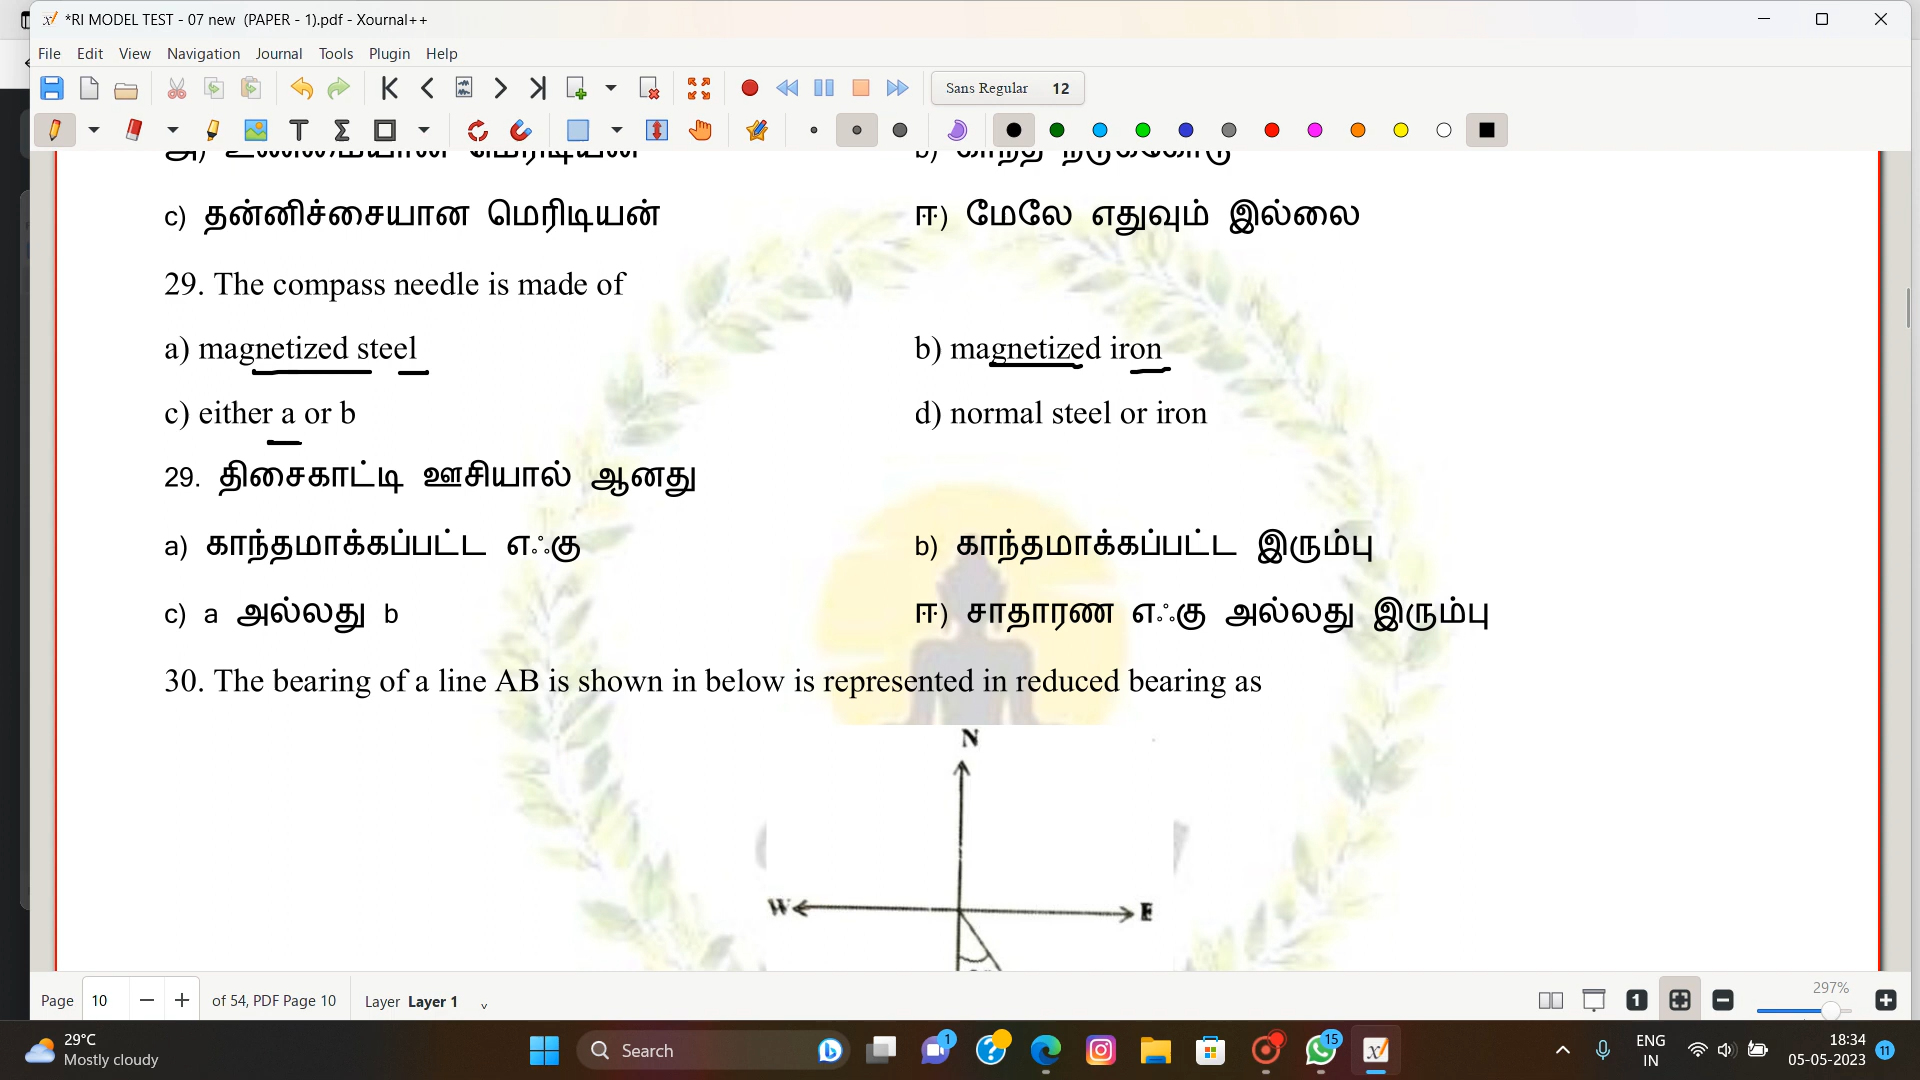 *RI MODEL TEST - 07 new (PAPER - 1).pdf - Xournal++
File Edit View Navigation Journal Tools Plugin Help
Sans Regular 12
c) தன்னிச்சையான மெரிடியன் ஈ) மேலே எதுவும் இல்லை
29. The compass needle is made of
a) magnetized steel b) magnetized iron
c) either a or b d) normal steel or iron
29. திசைகாட்டி ஊசியால் ஆனது
a) காந்தமாக்கப்பட்ட எஃகு b) காந்தமாக்கப்பட்ட இரும்பு
c) a அல்லது b ஈ) சாதாரண எஃகு அல்லது இரும்பு
30. The bearing of a line AB is shown in below is represented in reduced bearing as
N
W E
297%
Page 10 of 54, PDF Page 10 Layer Layer 1
29°C
Mostly cloudy
Search
1
15
ENG
IN
18:34
05-05-2023
11